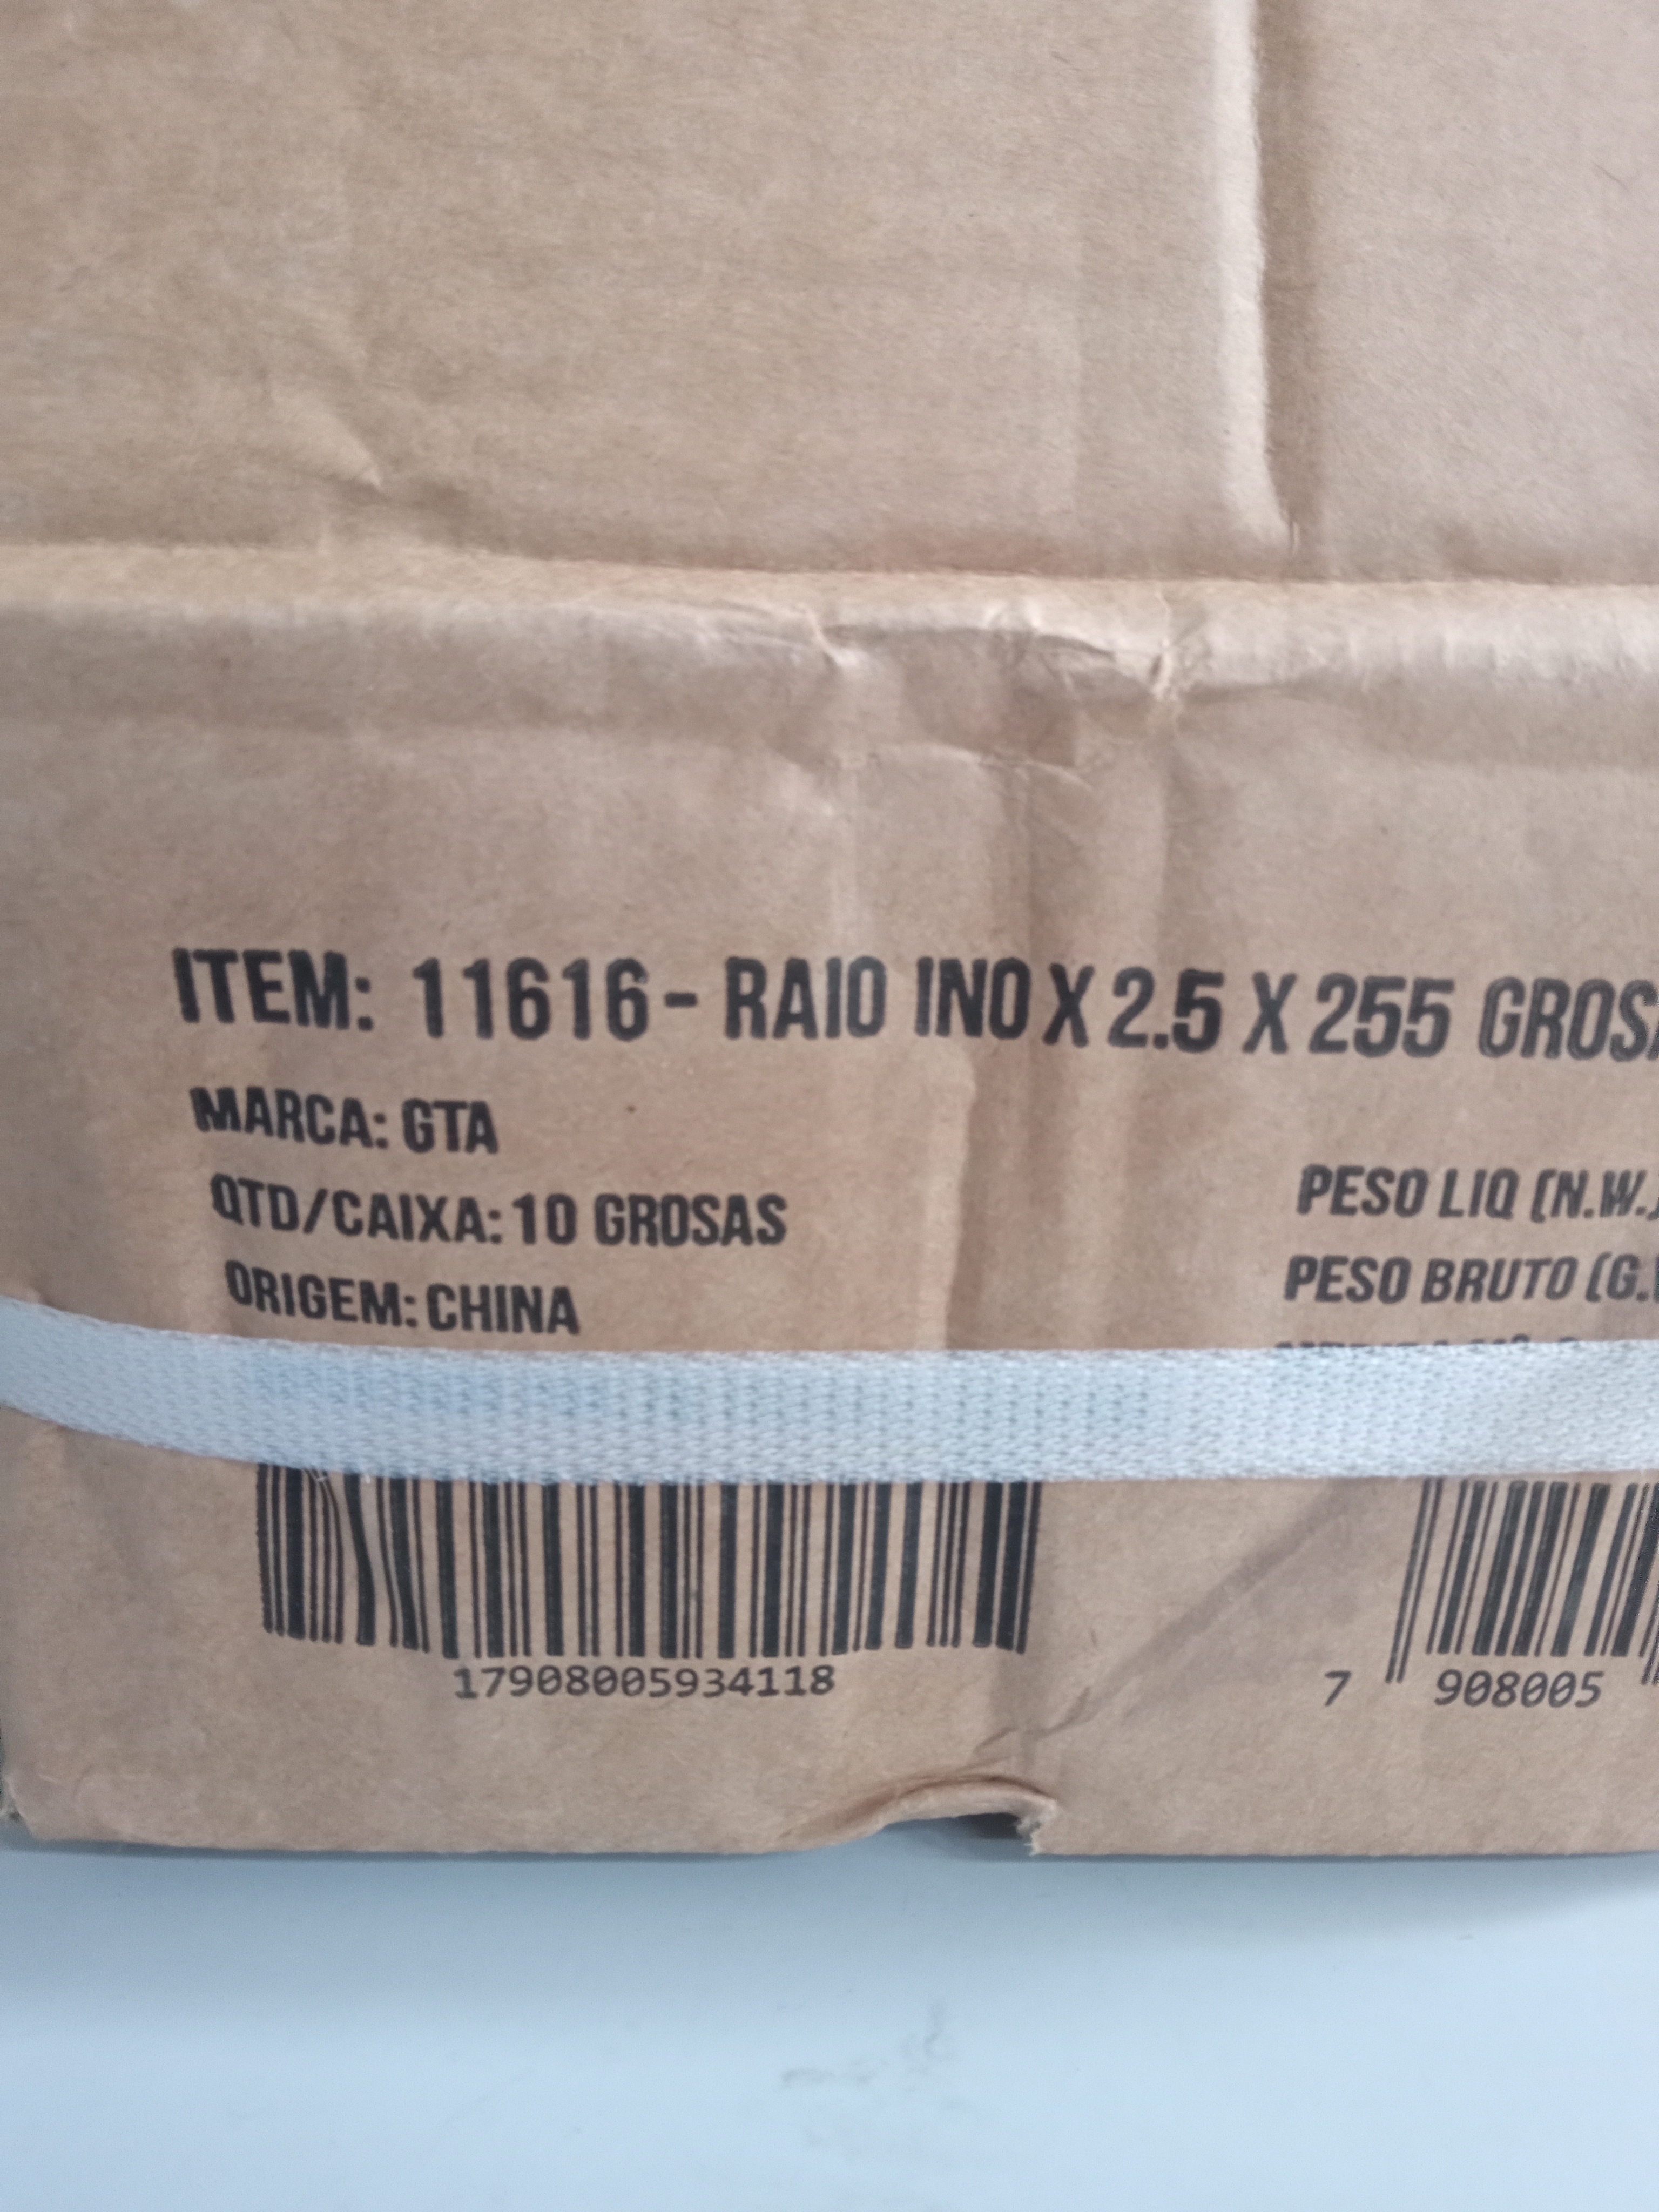 ITEM: 11616 - RAIO INOX 2.5 X 255 GROSA
MARCA: GTA
QTD/CAIXA: 10 GROSAS
ORIGEM: CHINA
PESO LIQ (N.W.)
PESO BRUTO (G.
17908005934118
7 908005